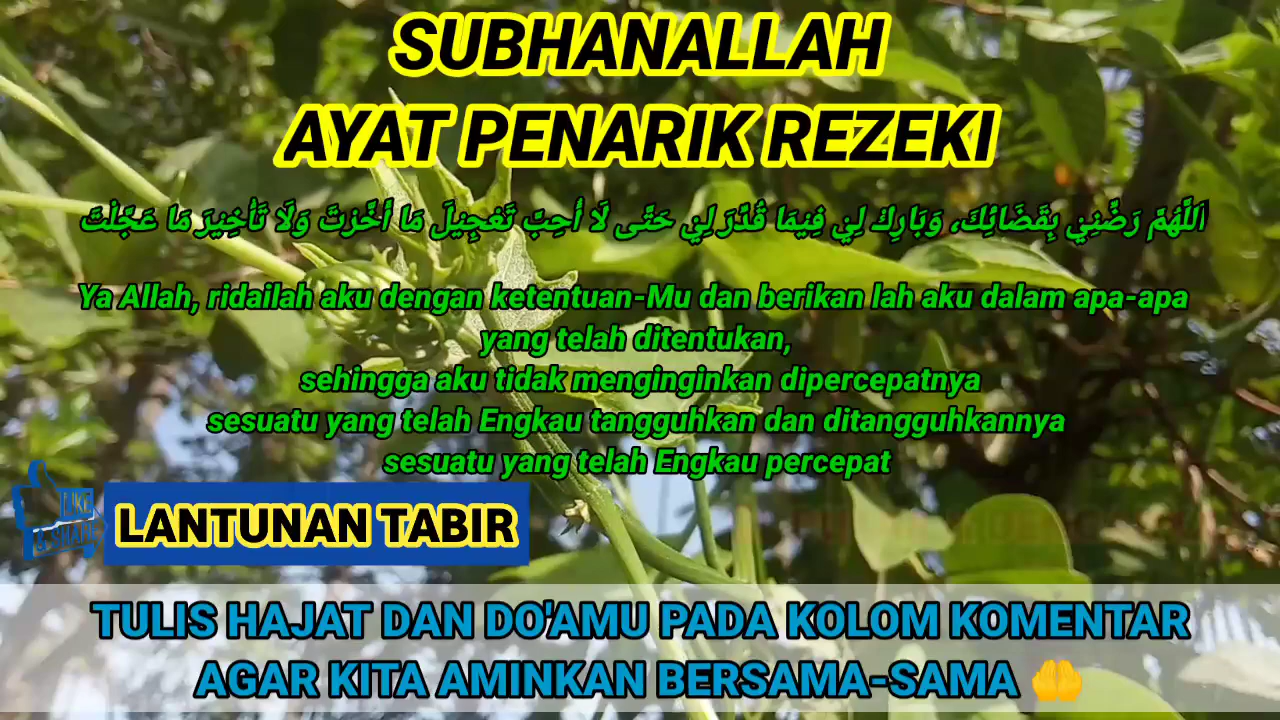 SUBHANALLAH
AYAT PENARIK REZEKI
اَللَّهُمَّ رَضِّنِيْ بِقَضَائِكَ، وَبَارِكْ لِي فِيمَا قُدِّرَ لِي حَتَّى لَا أُحِبَّ تَعْجِيْلَ مَا أَخَّرْتَ وَلَا تَأْخِيْرَ مَا عَجَّلْتَ
Ya Allah, ridailah aku dengan ketentuan-Mu dan berikan lah aku dalam apa-apa
yang telah ditentukan,
sehingga aku tidak menginginkan dipercepatnya
sesuatu yang telah Engkau tangguhkan dan ditangguhkannya
sesuatu yang telah Engkau percepat
LIKE
& SHARE
LANTUNAN TABIR
TULIS HAJAT DAN DO'AMU PADA KOLOM KOMENTAR
AGAR KITA AMINKAN BERSAMA-SAMA 🤲